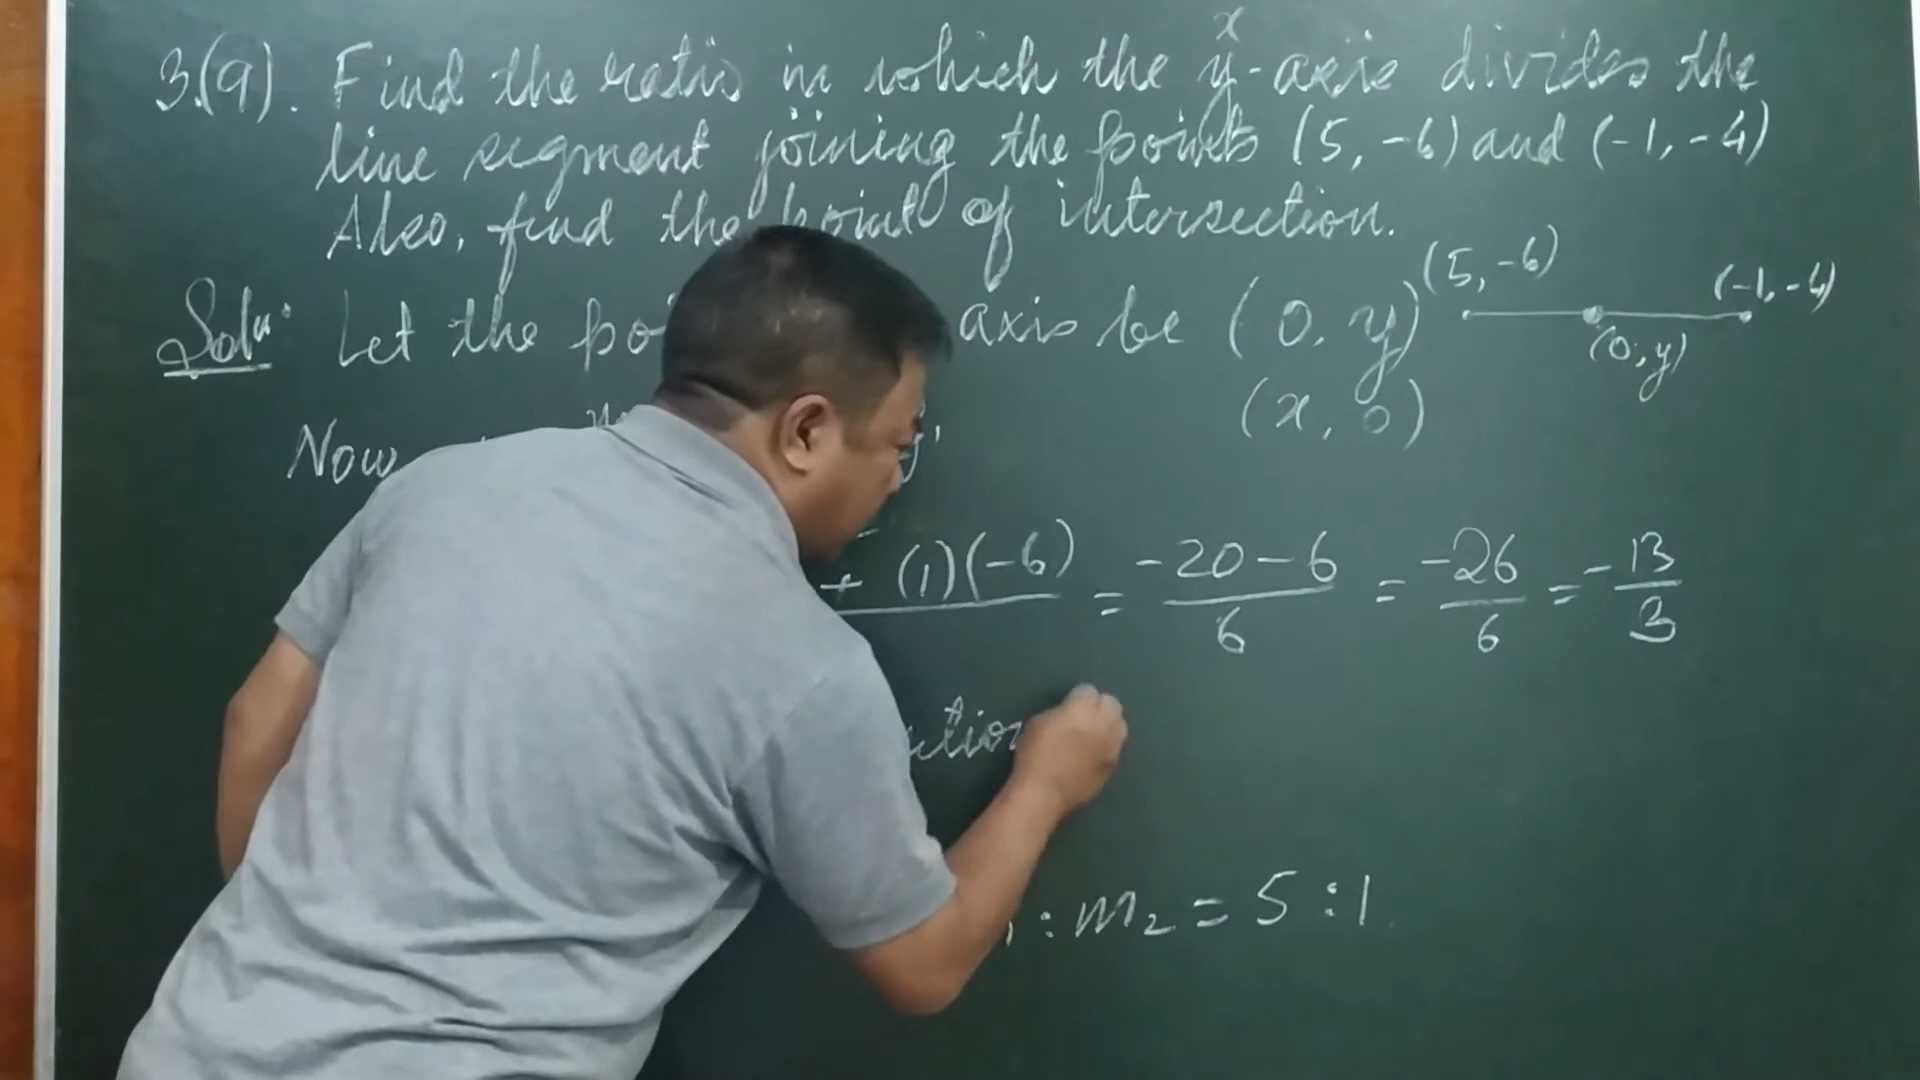 x
3.(9). Find the ratio in which the y-axis divides the
line segment joining the points (5, -6) and (-1, -4)
Also, find the point of intersection.
Soln: Let the axis be (0, y)
(5, -6) (-1, -4)
(0, y)
(x, 0)
Now
+ (1)(-6) = -20 - 6 / 6 = -26 / 6 = - 13 / 3
: m2 = 5 : 1